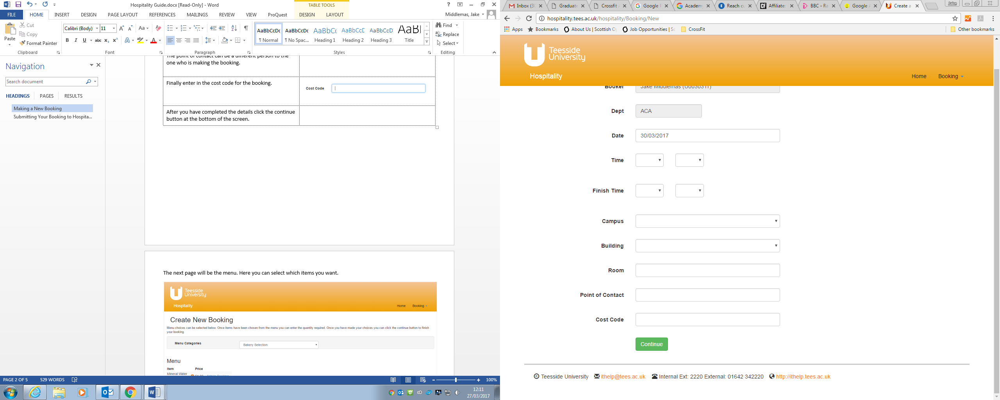 Hospitality Guide.docx [Read-Only] - Word
TABLE TOOLS
FILE
HOME
INSERT
DESIGN
PAGE LAYOUT
REFERENCES
MAILINGS
REVIEW
VIEW
ProQuest
DESIGN
LAYOUT
Middlemas, Jake
Paste
Cut
Copy
Format Painter
Calibri (Body)
11
Find
Replace
Select
¶ Normal
¶ No Spac...
Heading 1
Heading 2
Heading 3
Title
Clipboard
Font
Paragraph
Styles
Editing
Navigation
Search document
HEADINGS
PAGES
RESULTS
Making a New Booking
Submitting Your Booking to Hospita...
The point of contact can be a different person to the
one who is making the booking.
Finally enter in the cost code for the booking.
Cost Code
After you have completed the details click the continue
button at the bottom of the screen.
The next page will be the menu. Here you can select which items you want.
Teesside
University
Hospitality
Home
Booking
Create New Booking
Menu choices can be selected below. Once items have been chosen from the menu you can enter the quantity required. Once you have made your choices you can click the continue button to finish
your booking.
Menu Categories
Bakery Selection
Menu
Item
Price
Mineral Water
PAGE 2 OF 5
529 WORDS
100%
12:11
27/03/2017
Inbox (3
Graduate
Crossfit
Google
Academy
Reach cu
Affiliate
BBC - Ra
Google
Create a
Jake
hospitality.tees.ac.uk/hospitality/Booking/New
Apps
Bookmarks
About Us | Scottish
Job Opportunities | Sc
CrossFit
Other bookmarks
Teesside
University
Hospitality
Home
Booking
Booker
Jake Middlemas (U0030311)
Dept
ACA
Date
30/03/2017
Time
Finish Time
Campus
Building
Room
Point of Contact
Cost Code
Continue
© Teesside University
ithelp@tees.ac.uk
Internal Ext: 2220 External: 01642 342220
http://ithelp.tees.ac.uk